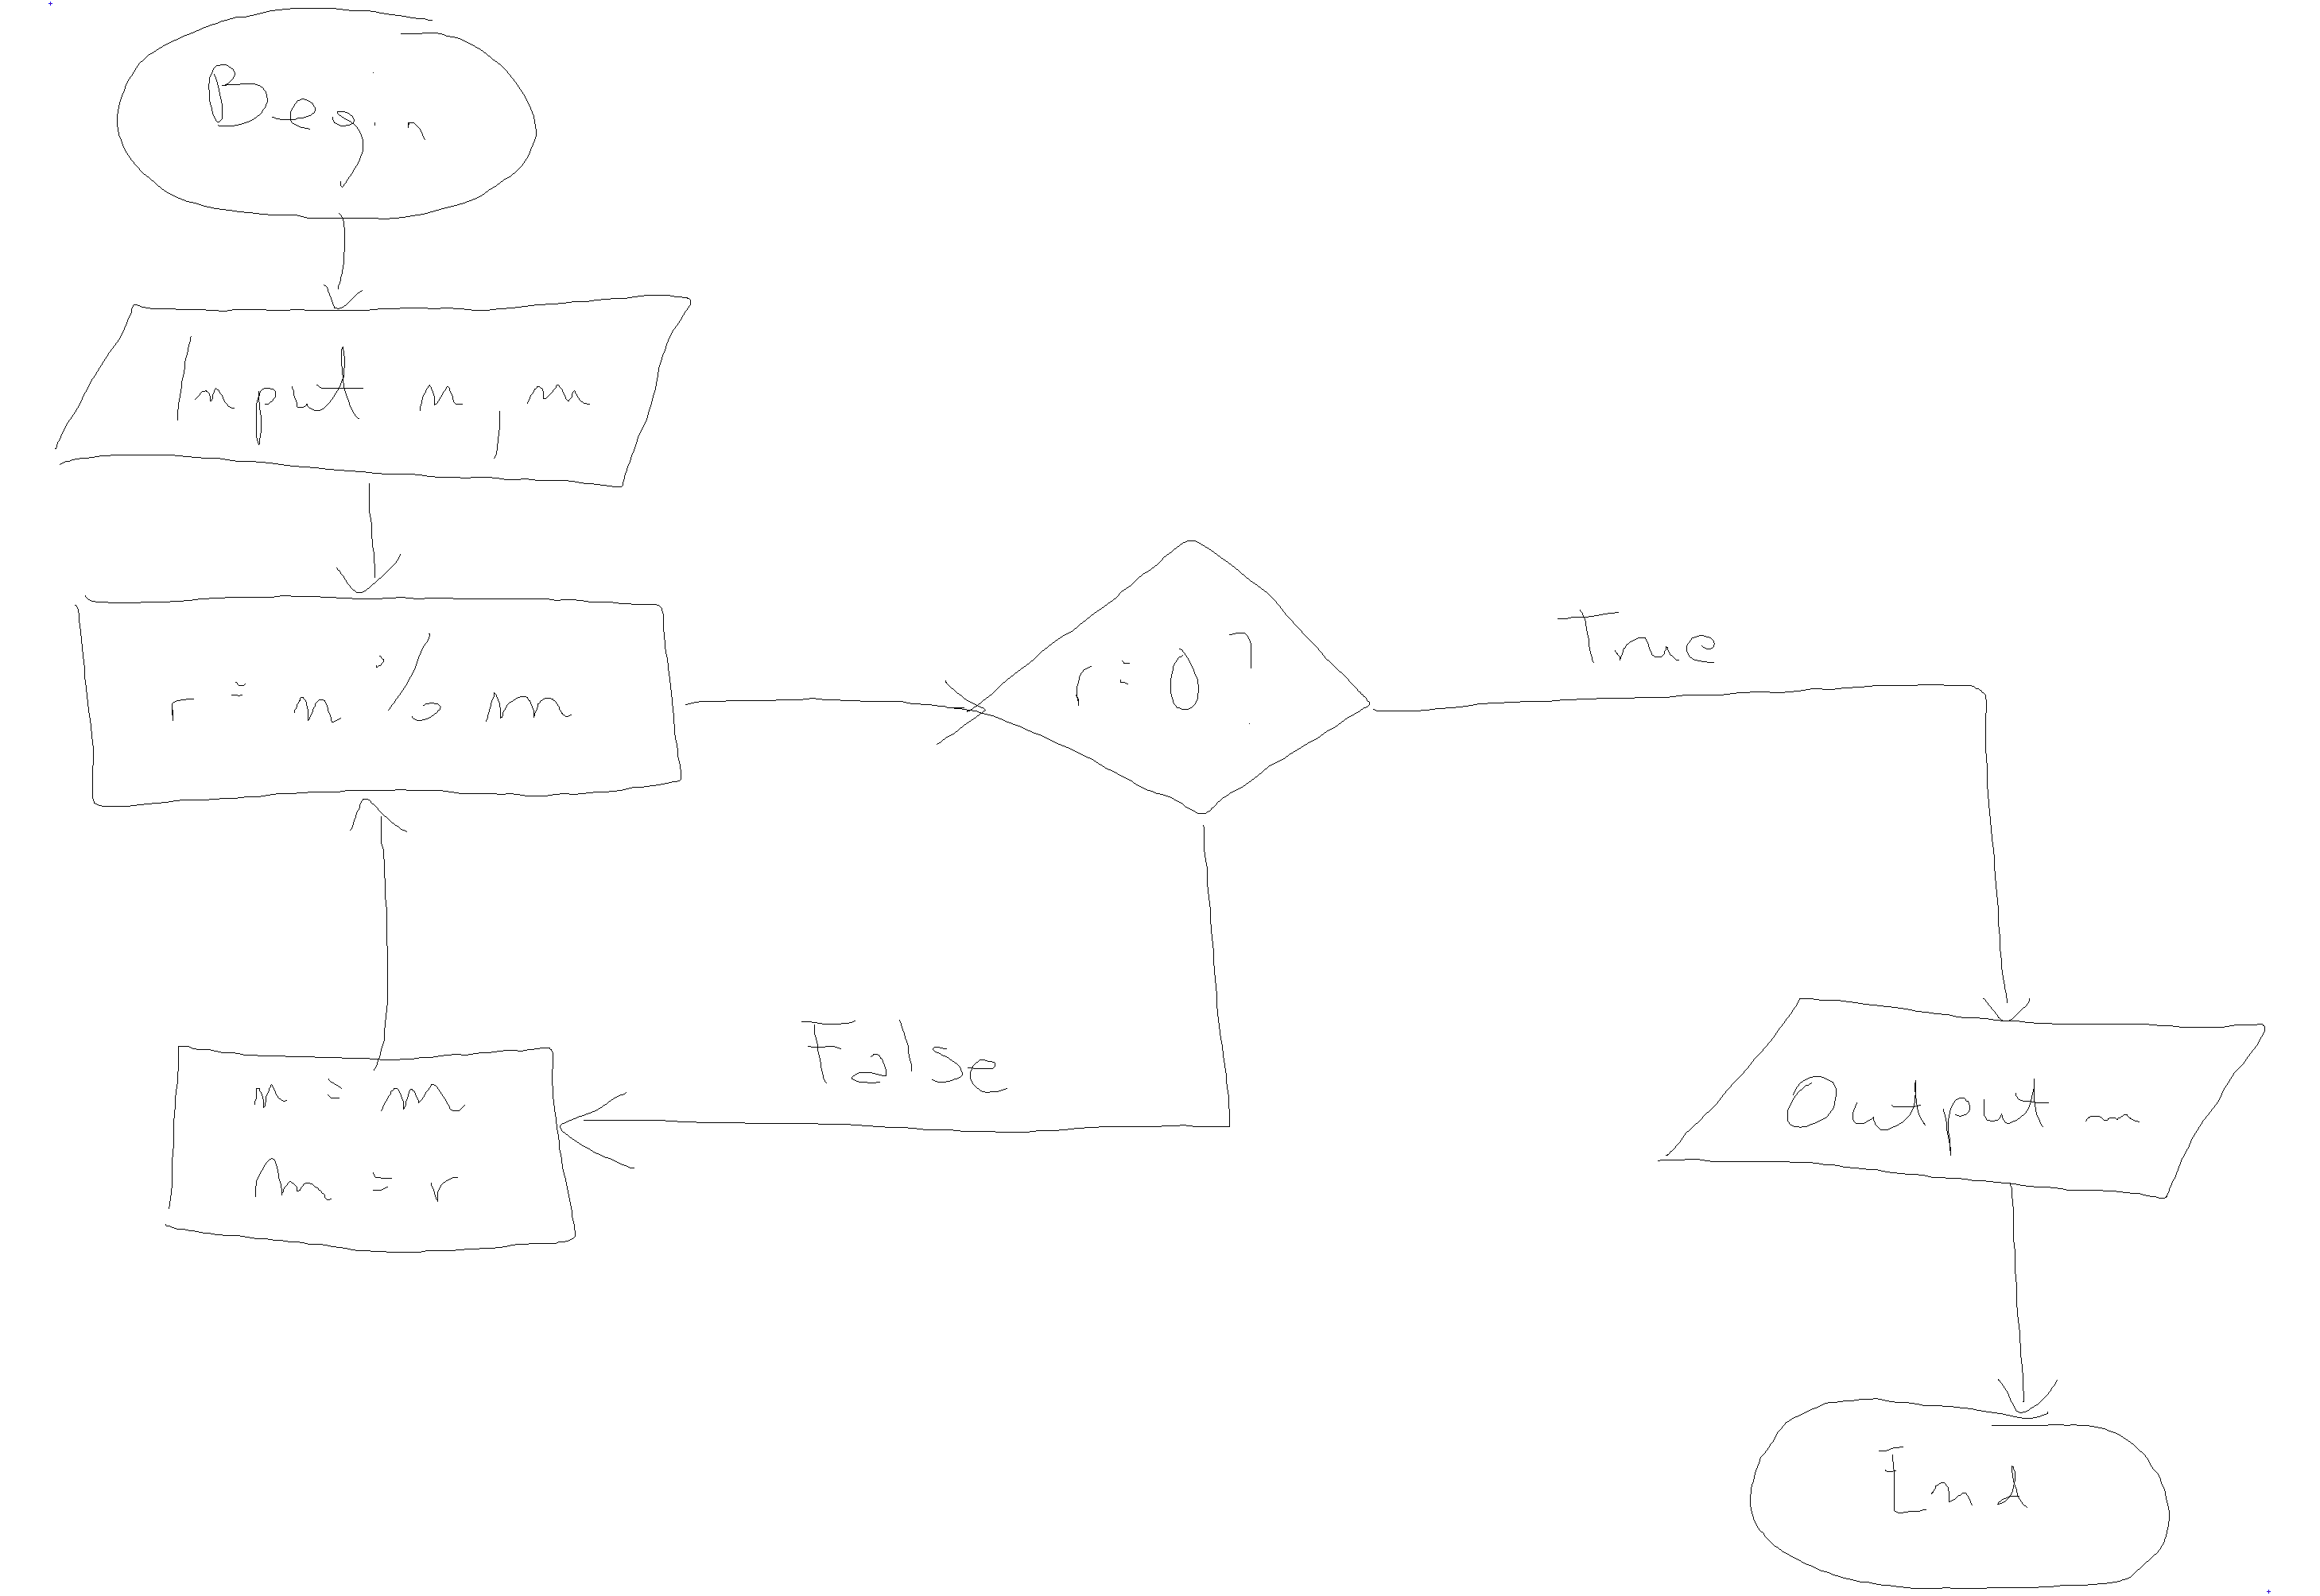 Begin
Input n, m
r = n % m
r = 0?
True
False
n = m
m = r
Output m
End